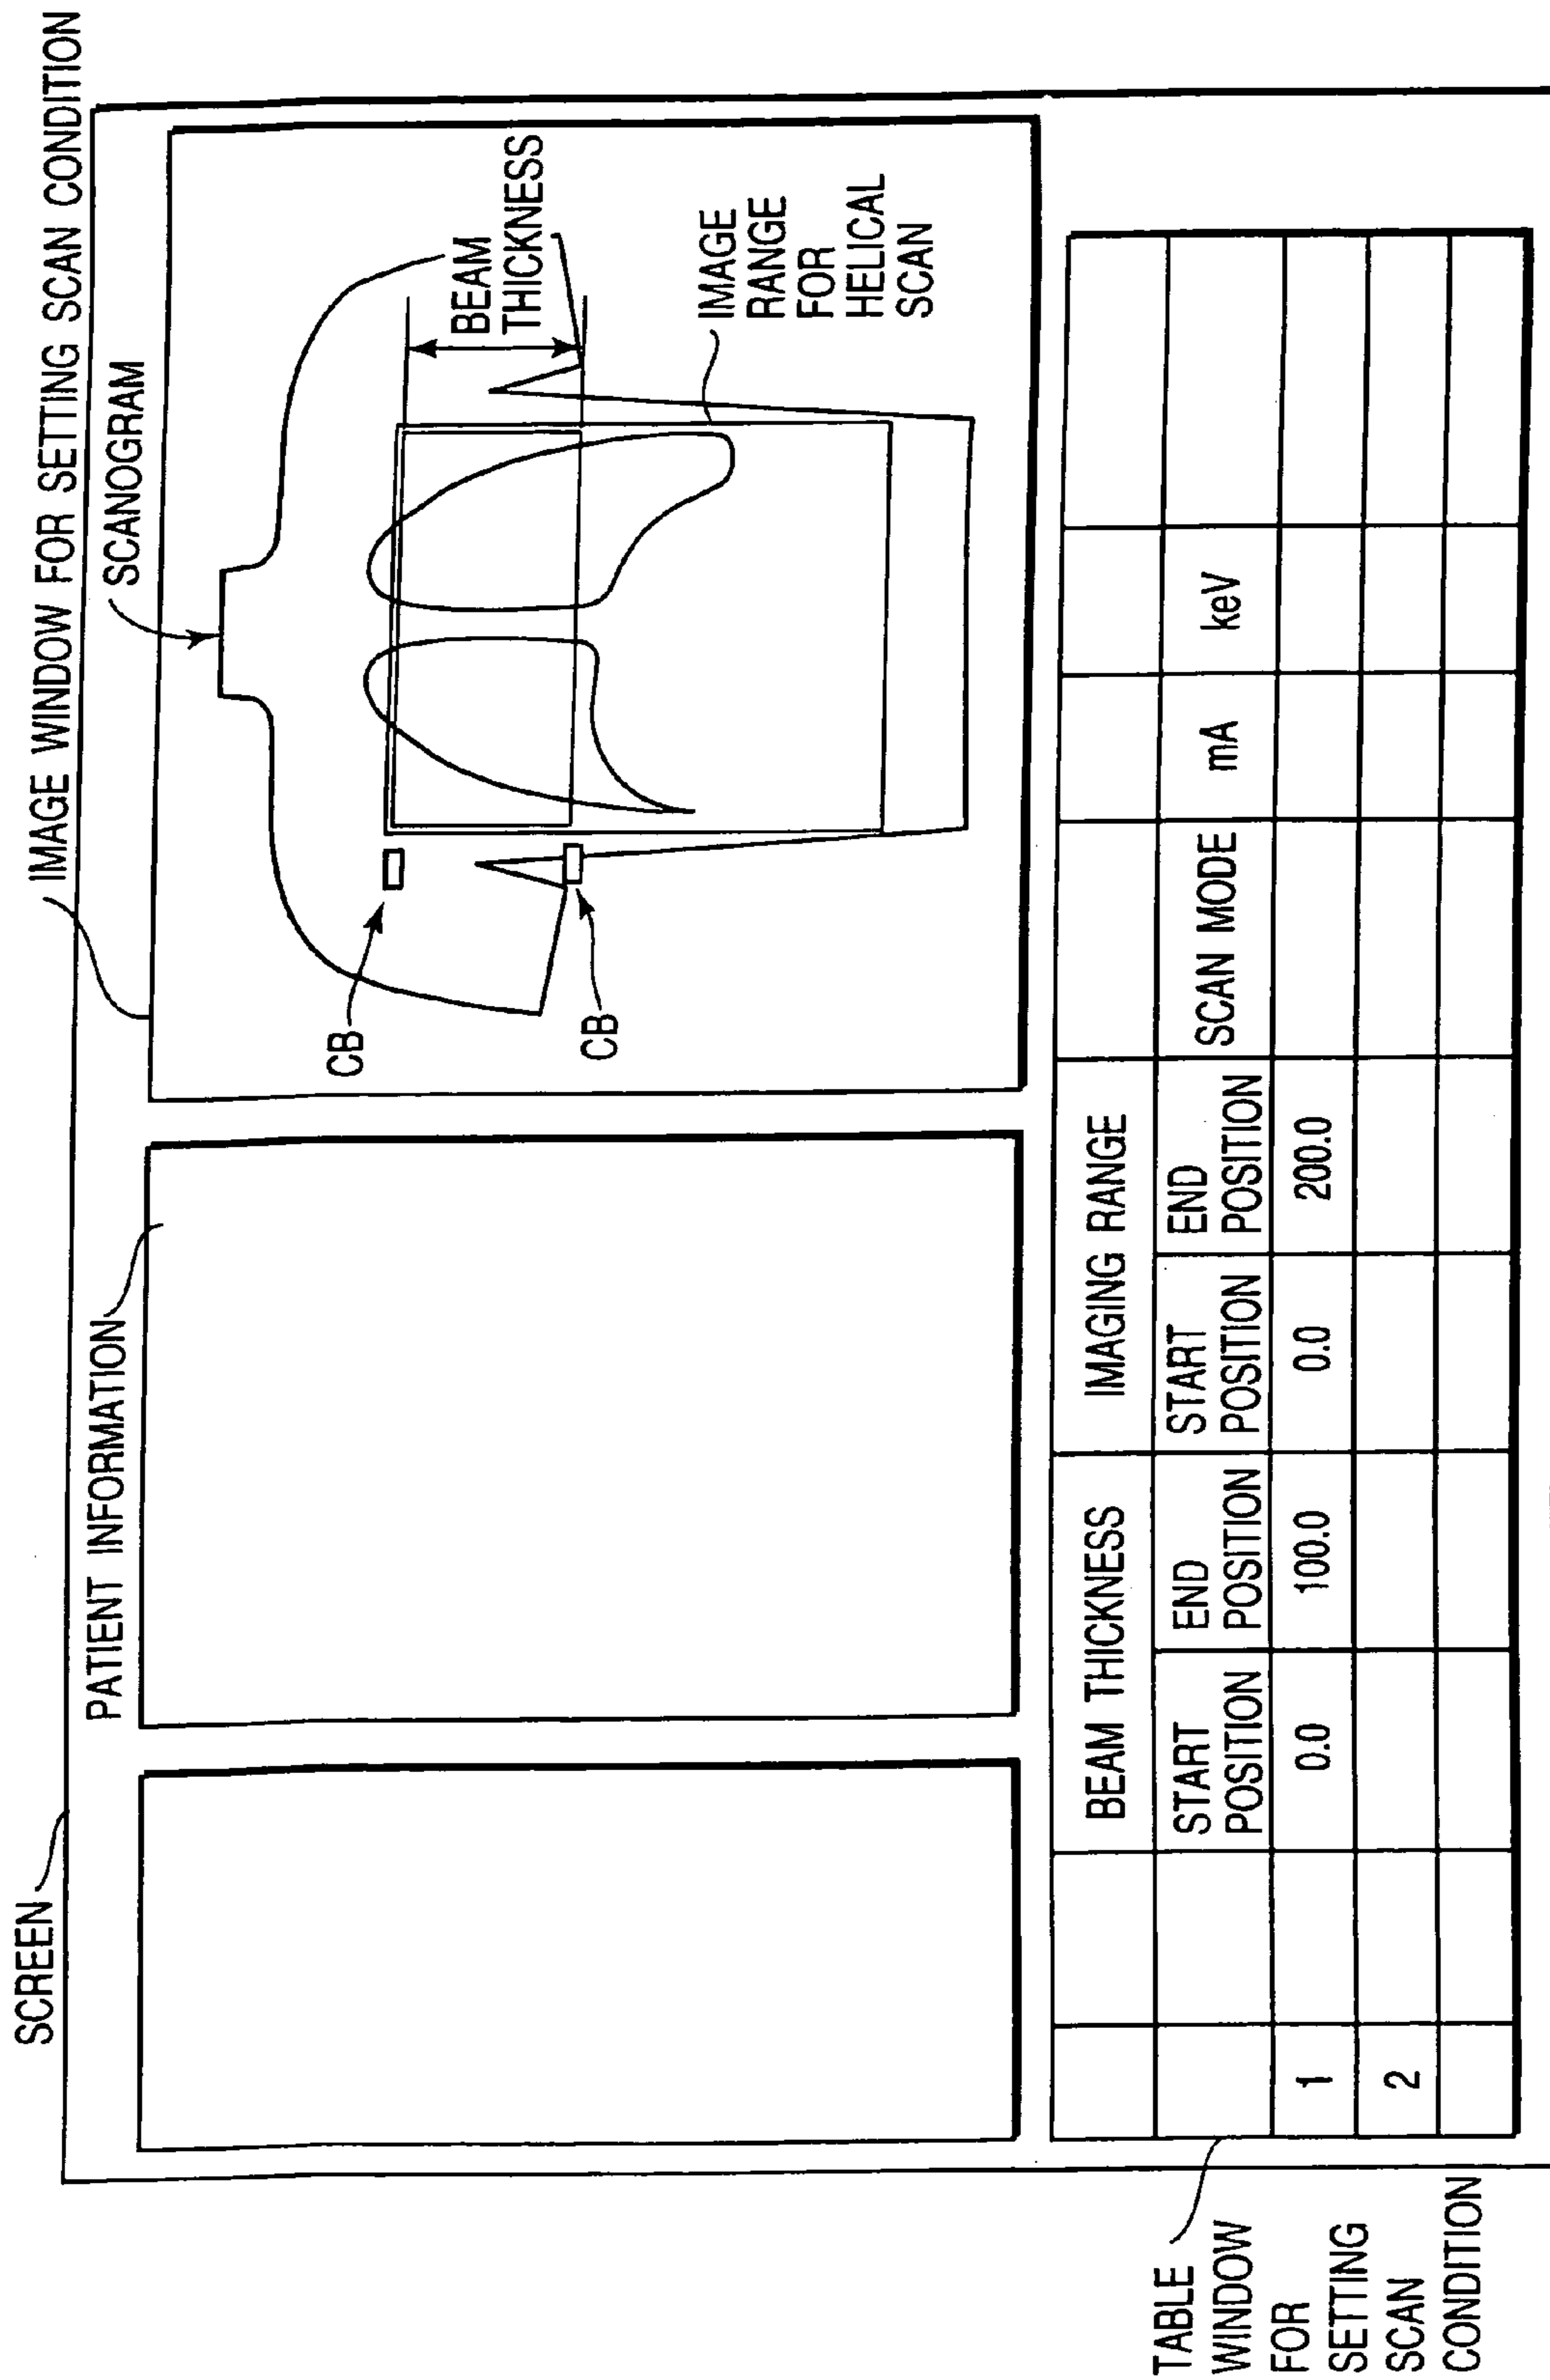 SCREEN
PATIENT INFORMATION
IMAGE WINDOW FOR SETTING SCAN CONDITION
SCANOGRAM
CB
CB
BEAM
THICKNESS
IMAGE
RANGE
FOR
HELICAL
SCAN
TABLE
WINDOW
FOR
SETTING
SCAN
CONDITION
BEAM THICKNESS IMAGING RANGE
START POSITION END POSITION START POSITION END POSITION SCAN MODE mA keV
1 0.0 100.0 0.0 200.0
2